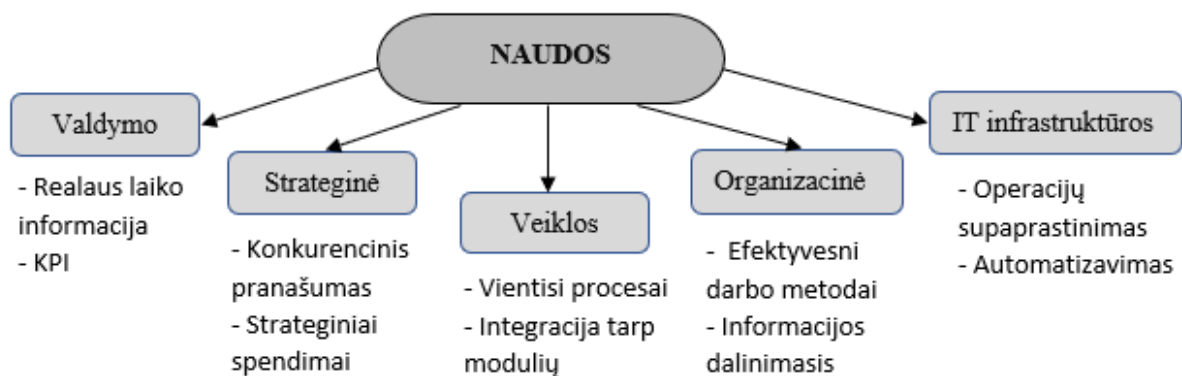 NAUDOS
Valdymo
- Realaus laiko
informacija
- KPI
Strateginė
- Konkurencinis
pranašumas
- Strateginiai
spendimai
Veiklos
- Vientisi procesai
- Integracija tarp
modulių
Organizacinė
- Efektyvesni
darbo metodai
- Informacijos
dalinimasis
IT infrastruktūros
- Operacijų
supaprastinimas
- Automatizavimas